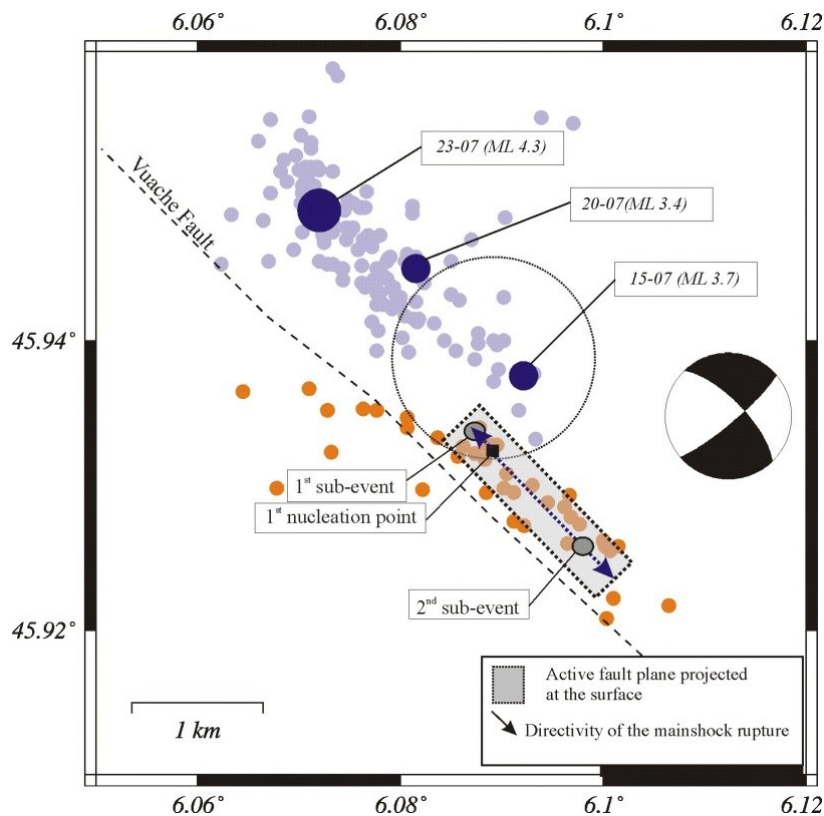 6.06° 6.08° 6.1° 6.12°
23-07 (ML 4.3)
Vuache Fault
20-07(ML 3.4)
15-07 (ML 3.7)
45.94°
1st sub-event
1st nucleation point
2nd sub-event
45.92°
Active fault plane projected
at the surface
Directivity of the mainshock rupture
1 km
6.06° 6.08° 6.1° 6.12°